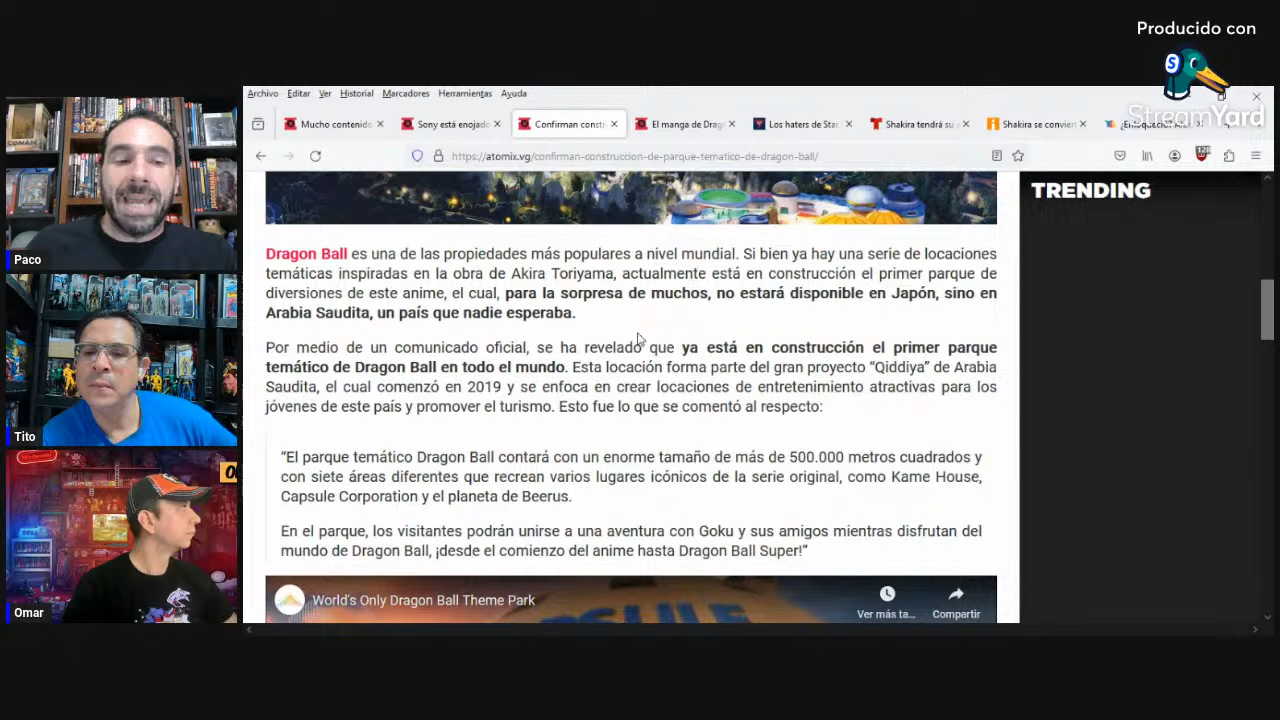 Producido con
StreamYard
Archivo Editar Ver Historial Marcadores Herramientas Ayuda
Mucho contenido
Sony está enojado
Confirman constr
El manga de Drag
Los haters de Star
Shakira tendrá su
Shakira se convier
https://atomix.vg/confirman-construccion-de-parque-tematico-de-dragon-ball/
TRENDING
Dragon Ball es una de las propiedades más populares a nivel mundial. Si bien ya hay una serie de locaciones
temáticas inspiradas en la obra de Akira Toriyama, actualmente está en construcción el primer parque de
diversiones de este anime, el cual, para la sorpresa de muchos, no estará disponible en Japón, sino en
Arabia Saudita, un país que nadie esperaba.
Por medio de un comunicado oficial, se ha revelado que ya está en construcción el primer parque
temático de Dragon Ball en todo el mundo. Esta locación forma parte del gran proyecto “Qiddiya” de Arabia
Saudita, el cual comenzó en 2019 y se enfoca en crear locaciones de entretenimiento atractivas para los
jóvenes de este país y promover el turismo. Esto fue lo que se comentó al respecto:
“El parque temático Dragon Ball contará con un enorme tamaño de más de 500.000 metros cuadrados y
con siete áreas diferentes que recrean varios lugares icónicos de la serie original, como Kame House,
Capsule Corporation y el planeta de Beerus.
En el parque, los visitantes podrán unirse a una aventura con Goku y sus amigos mientras disfrutan del
mundo de Dragon Ball, ¡desde el comienzo del anime hasta Dragon Ball Super!”
World's Only Dragon Ball Theme Park
Ver más ta...
Compartir
Paco
Tito
Omar